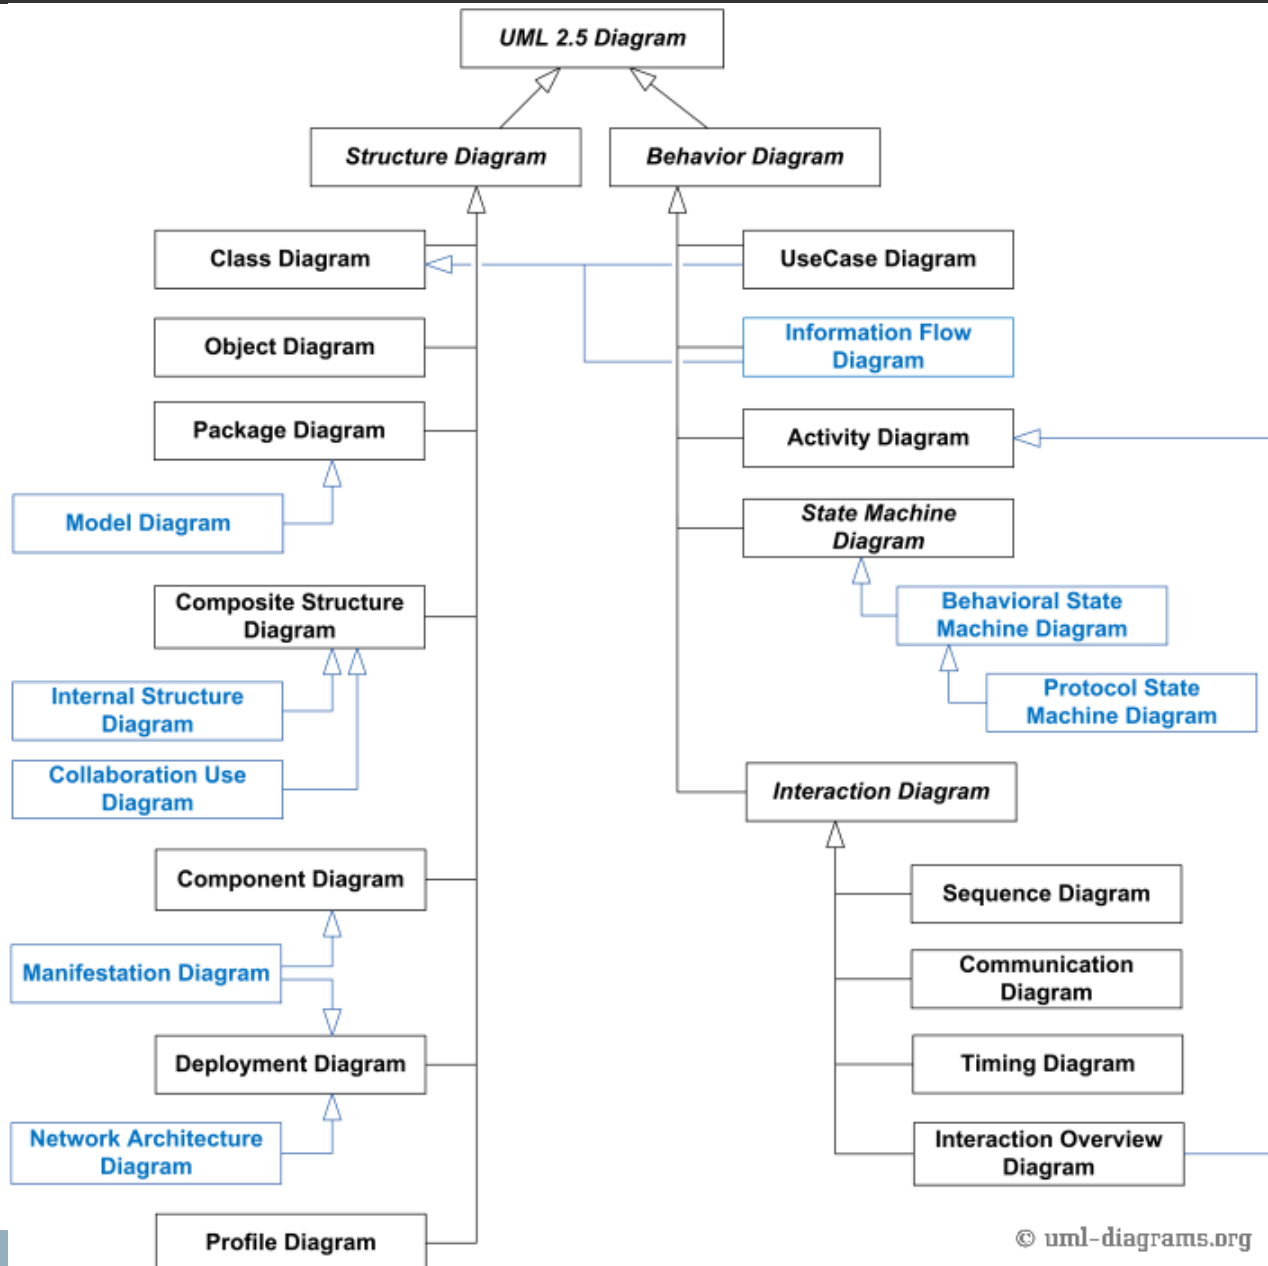 UML 2.5 Diagram
Structure Diagram
Behavior Diagram
Class Diagram
UseCase Diagram
Object Diagram
Information Flow
Diagram
Package Diagram
Activity Diagram
Model Diagram
State Machine
Diagram
Composite Structure
Diagram
Behavioral State
Machine Diagram
Internal Structure
Diagram
Protocol State
Machine Diagram
Collaboration Use
Diagram
Interaction Diagram
Component Diagram
Sequence Diagram
Manifestation Diagram
Communication
Diagram
Deployment Diagram
Timing Diagram
Network Architecture
Diagram
Interaction Overview
Diagram
Profile Diagram
© uml-diagrams.org